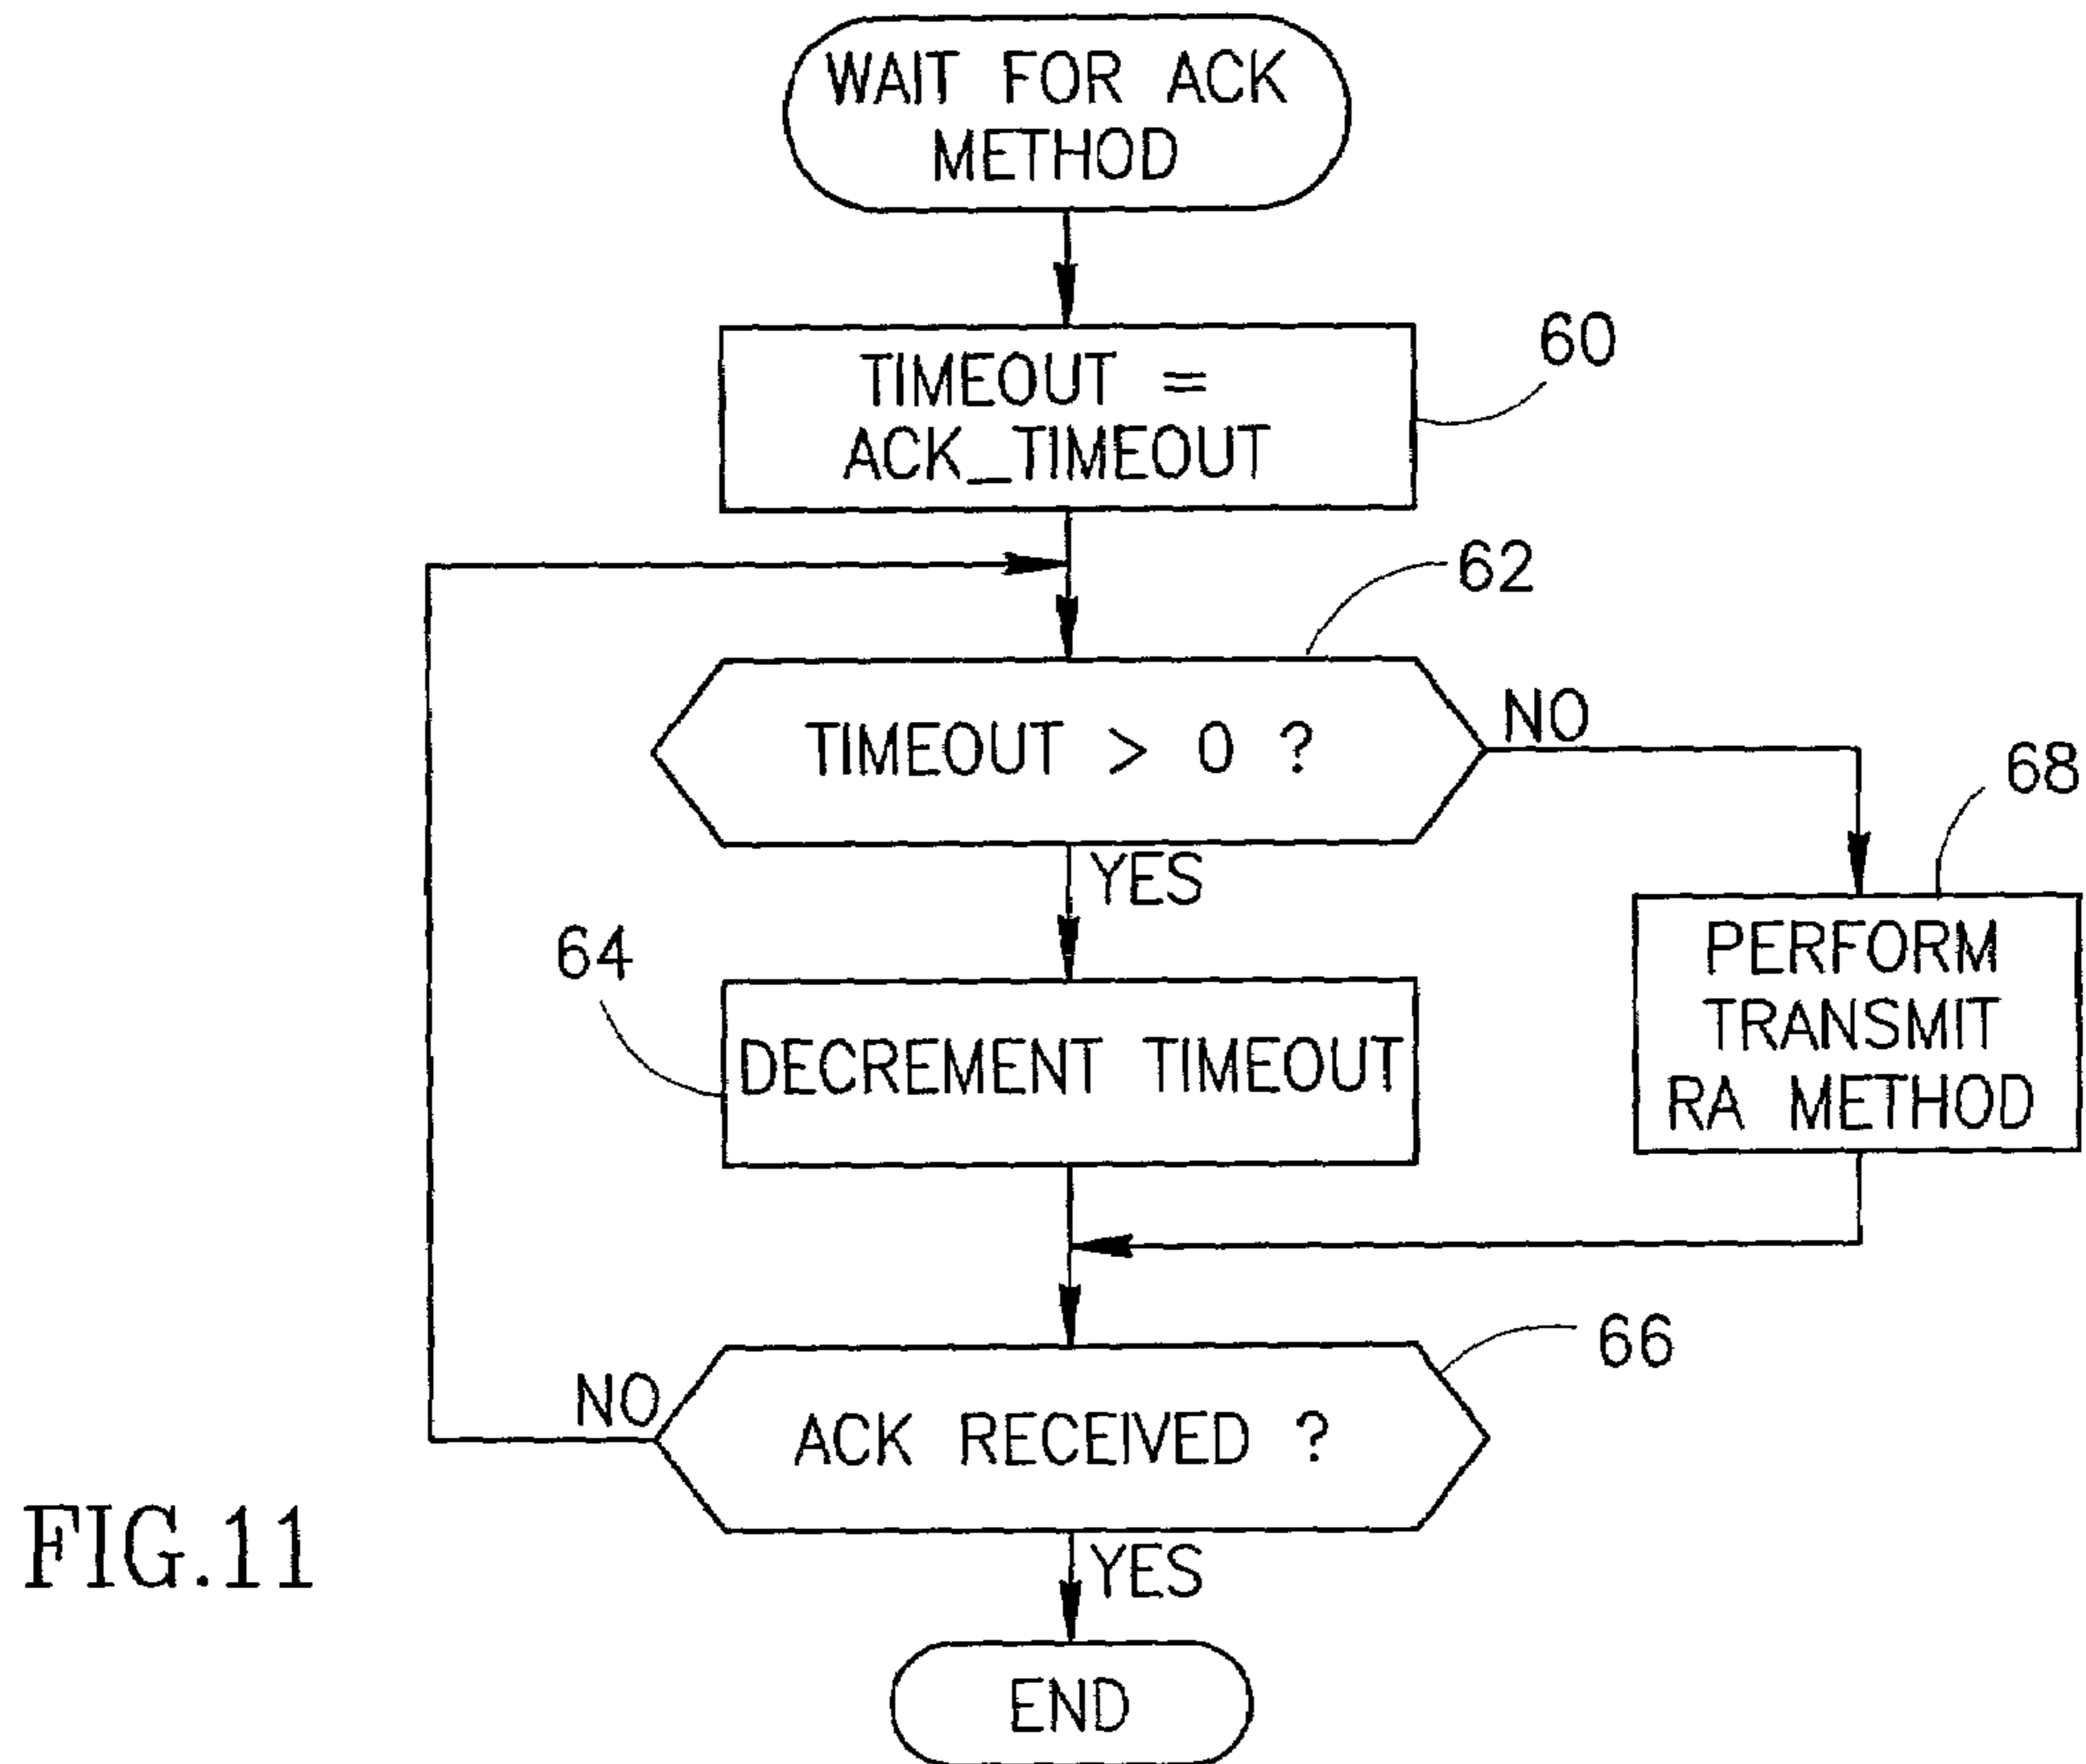 WAIT FOR ACK
METHOD
TIMEOUT =
ACK_TIMEOUT
60
62
TIMEOUT > 0 ?
NO
68
YES
64
DECREMENT TIMEOUT
PERFORM
TRANSMIT
RA METHOD
66
NO
ACK RECEIVED ?
YES
END
FIG.11